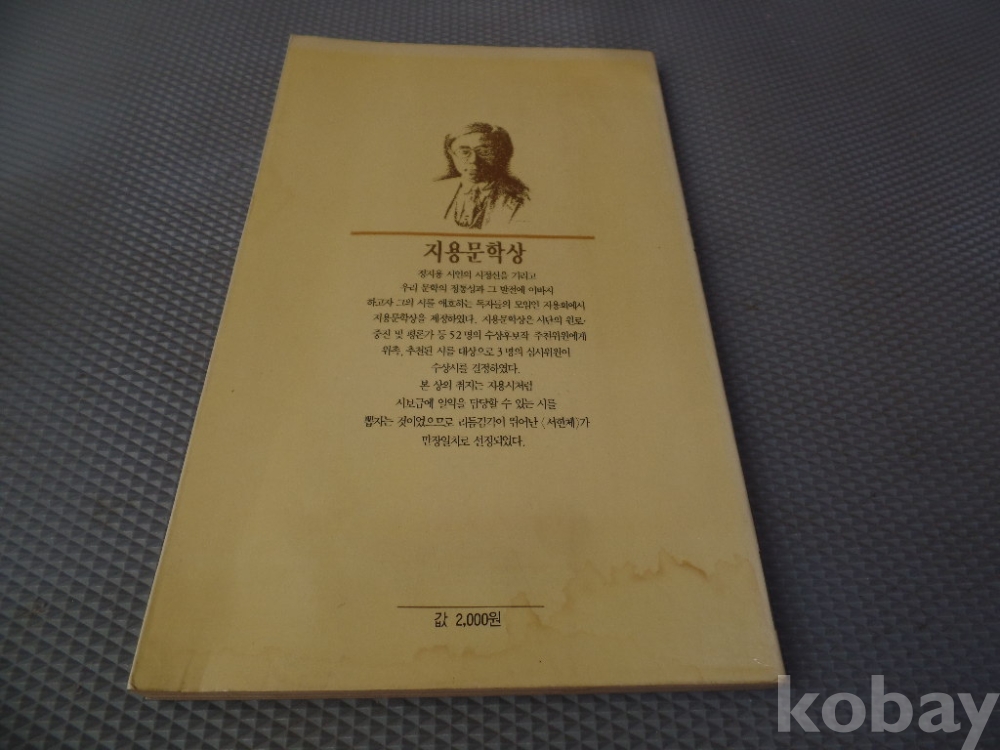 지용문학상
정지용 시인의 시정신을 기리고
우리 문학의 정통성과 그 발전에 이바지
하고자 그의 시를 애호하는 독자들의 모임인 지용회에서
지용문학상을 제정하였다. 지용문학상은 시단의 원로·
중진 및 평론가 등 52명의 수상후보작 추천위원에게
위촉, 추천된 시를 대상으로 3명의 심사위원이
수상시를 결정하였다.
본 상의 취지는 지용시처럼
시보급에 일익을 담당할 수 있는 시를
뽑자는 것이었으므로 리듬감각이 뛰어난 〈서한체〉가
만장일치로 선정되었다.
값 2,000원
kobay